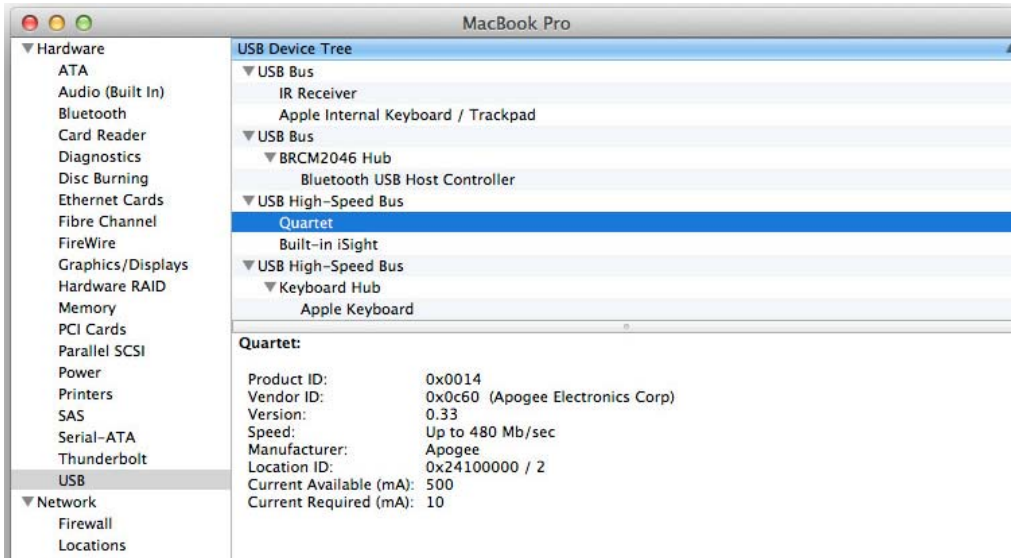 MacBook Pro
Hardware
ATA
Audio (Built In)
Bluetooth
Card Reader
Diagnostics
Disc Burning
Ethernet Cards
Fibre Channel
FireWire
Graphics/Displays
Hardware RAID
Memory
PCI Cards
Parallel SCSI
Power
Printers
SAS
Serial-ATA
Thunderbolt
USB
Network
Firewall
Locations
USB Device Tree
USB Bus
IR Receiver
Apple Internal Keyboard / Trackpad
USB Bus
BRCM2046 Hub
Bluetooth USB Host Controller
USB High-Speed Bus
Quartet
Built-in iSight
USB High-Speed Bus
Keyboard Hub
Apple Keyboard
Quartet:
Product ID: 0x0014
Vendor ID: 0x0c60 (Apogee Electronics Corp)
Version: 0.33
Speed: Up to 480 Mb/sec
Manufacturer: Apogee
Location ID: 0x24100000 / 2
Current Available (mA): 500
Current Required (mA): 10